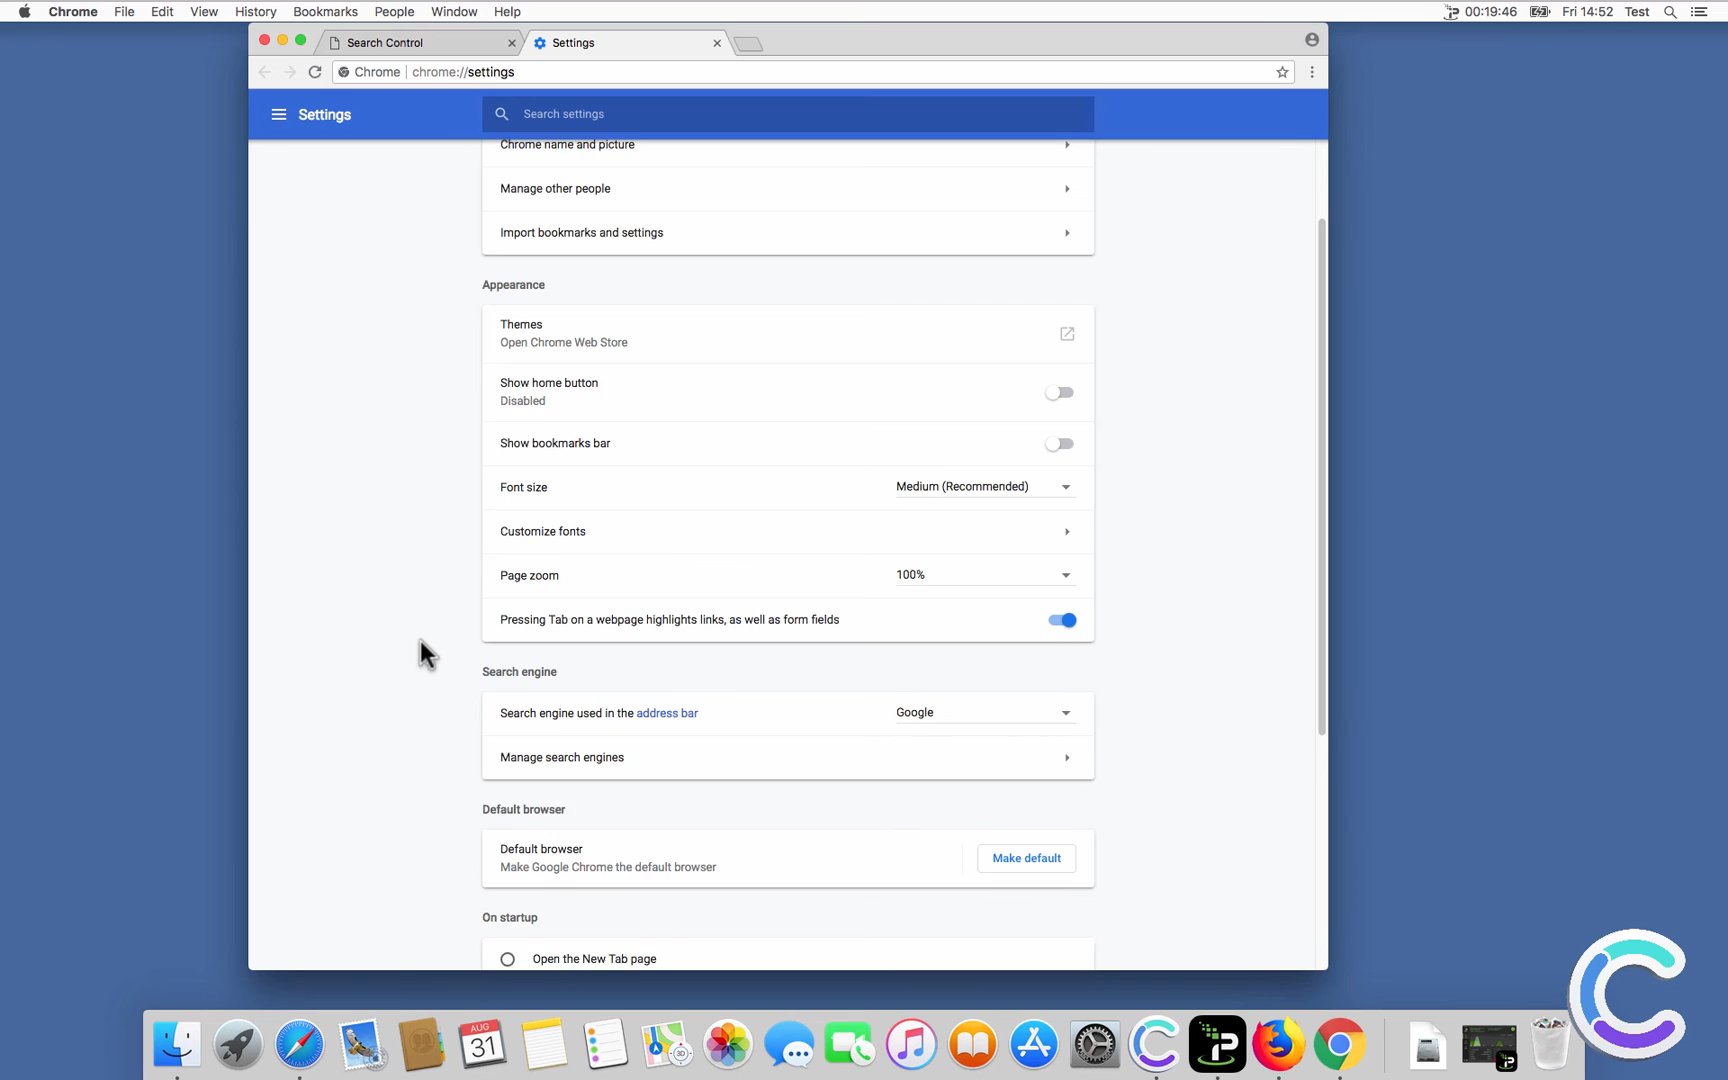 Chrome File Edit View History Bookmarks People Window Help 00:19:46 Fri 14:52 Test
Search Control Settings
Chrome chrome://settings
Settings Search settings
Chrome name and picture
Manage other people
Import bookmarks and settings
Appearance
Themes
Open Chrome Web Store
Show home button
Disabled
Show bookmarks bar
Font size Medium (Recommended)
Customize fonts
Page zoom 100%
Pressing Tab on a webpage highlights links, as well as form fields
Search engine
Search engine used in the address bar Google
Manage search engines
Default browser
Default browser
Make Google Chrome the default browser
Make default
On startup
Open the New Tab page
AUG
31
3D